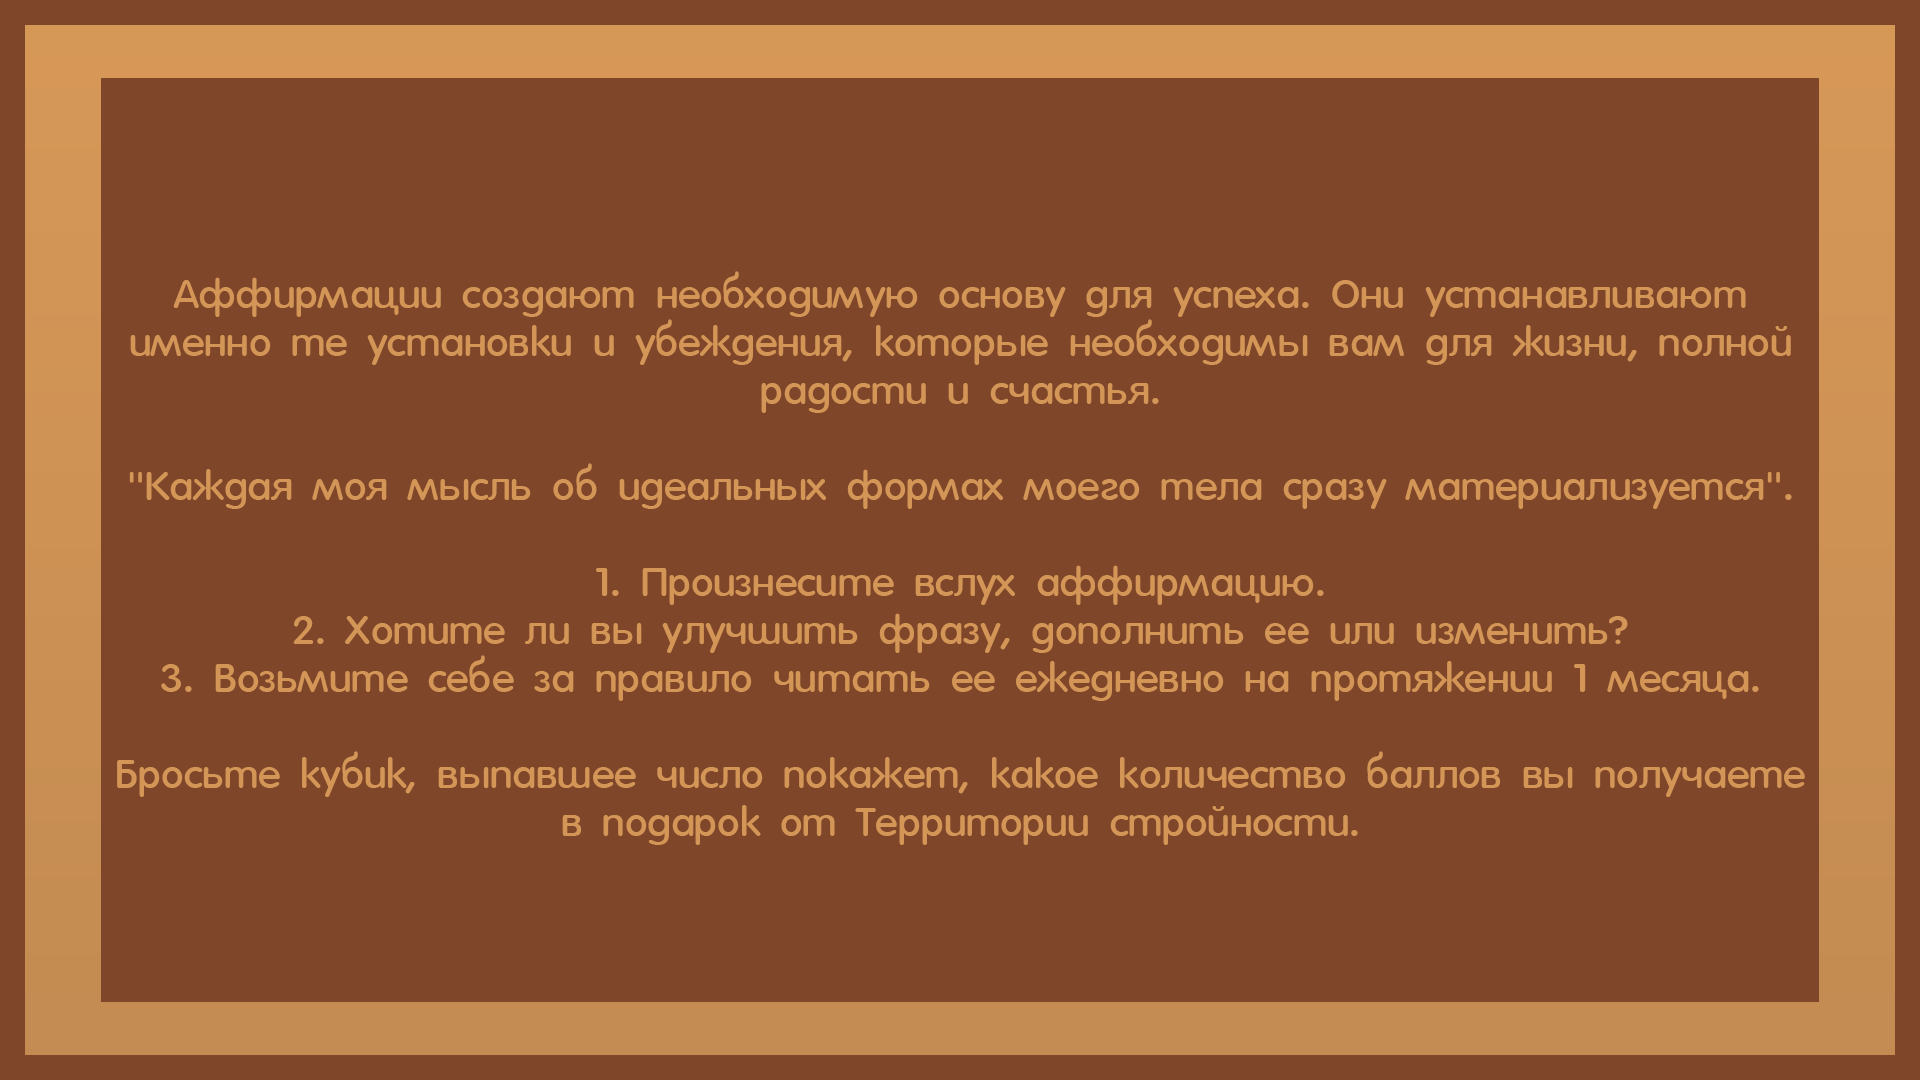 Аффирмации создают необходимую основу для успеха. Они устанавливают
именно те установки и убеждения, которые необходимы вам для жизни, полной
радости и счастья.
"Каждая моя мысль об идеальных формах моего тела сразу материализуется".
1. Произнесите вслух аффирмацию.
2. Хотите ли вы улучшить фразу, дополнить ее или изменить?
3. Возьмите себе за правило читать ее ежедневно на протяжении 1 месяца.
Бросьте кубик, выпавшее число покажет, какое количество баллов вы получаете
в подарок от Территории стройности.